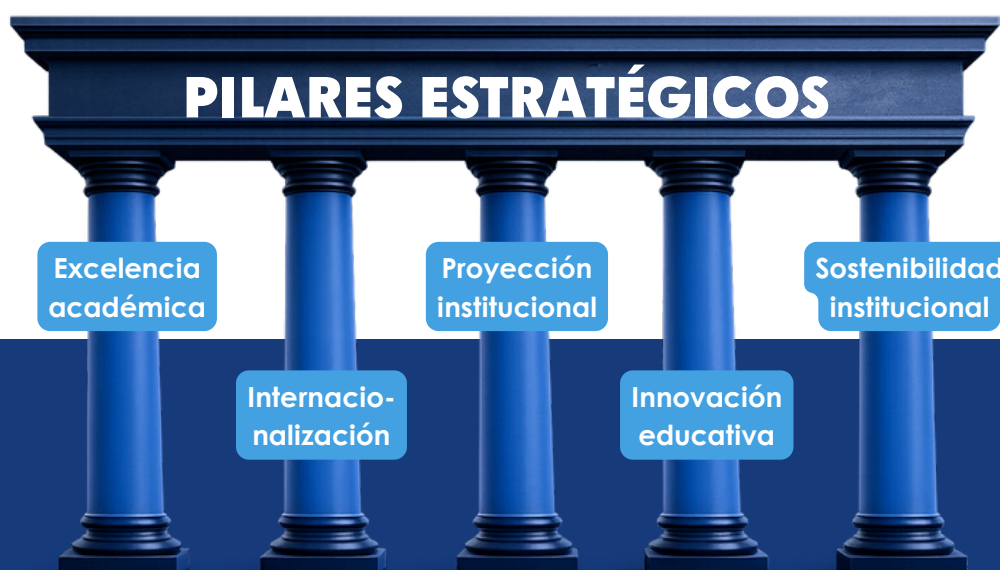 PILARES ESTRATÉGICOS
Excelencia
académica
Internacio-
nalización
Proyección
institucional
Innovación
educativa
Sostenibilidad
institucional